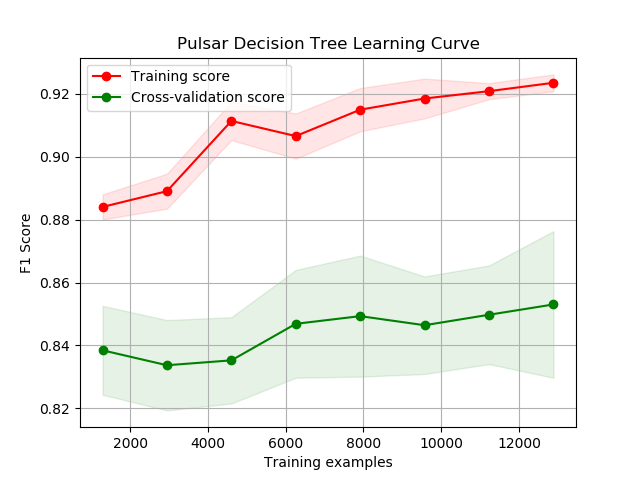 Pulsar Decision Tree Learning Curve
Training score
Cross-validation score
F1 Score
0.92
0.90
0.88
0.86
0.84
0.82
2000 4000 6000 8000 10000 12000
Training examples